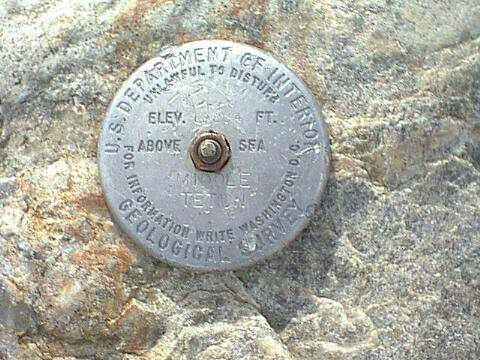 U.S. DEPARTMENT OF INTERIOR
UNLAWFUL TO DISTURB
ELEV. FT.
ABOVE SEA
MIDDLE
TETON
FOR INFORMATION WRITE WASHINGTON D.C.
GEOLOGICAL SURVEY